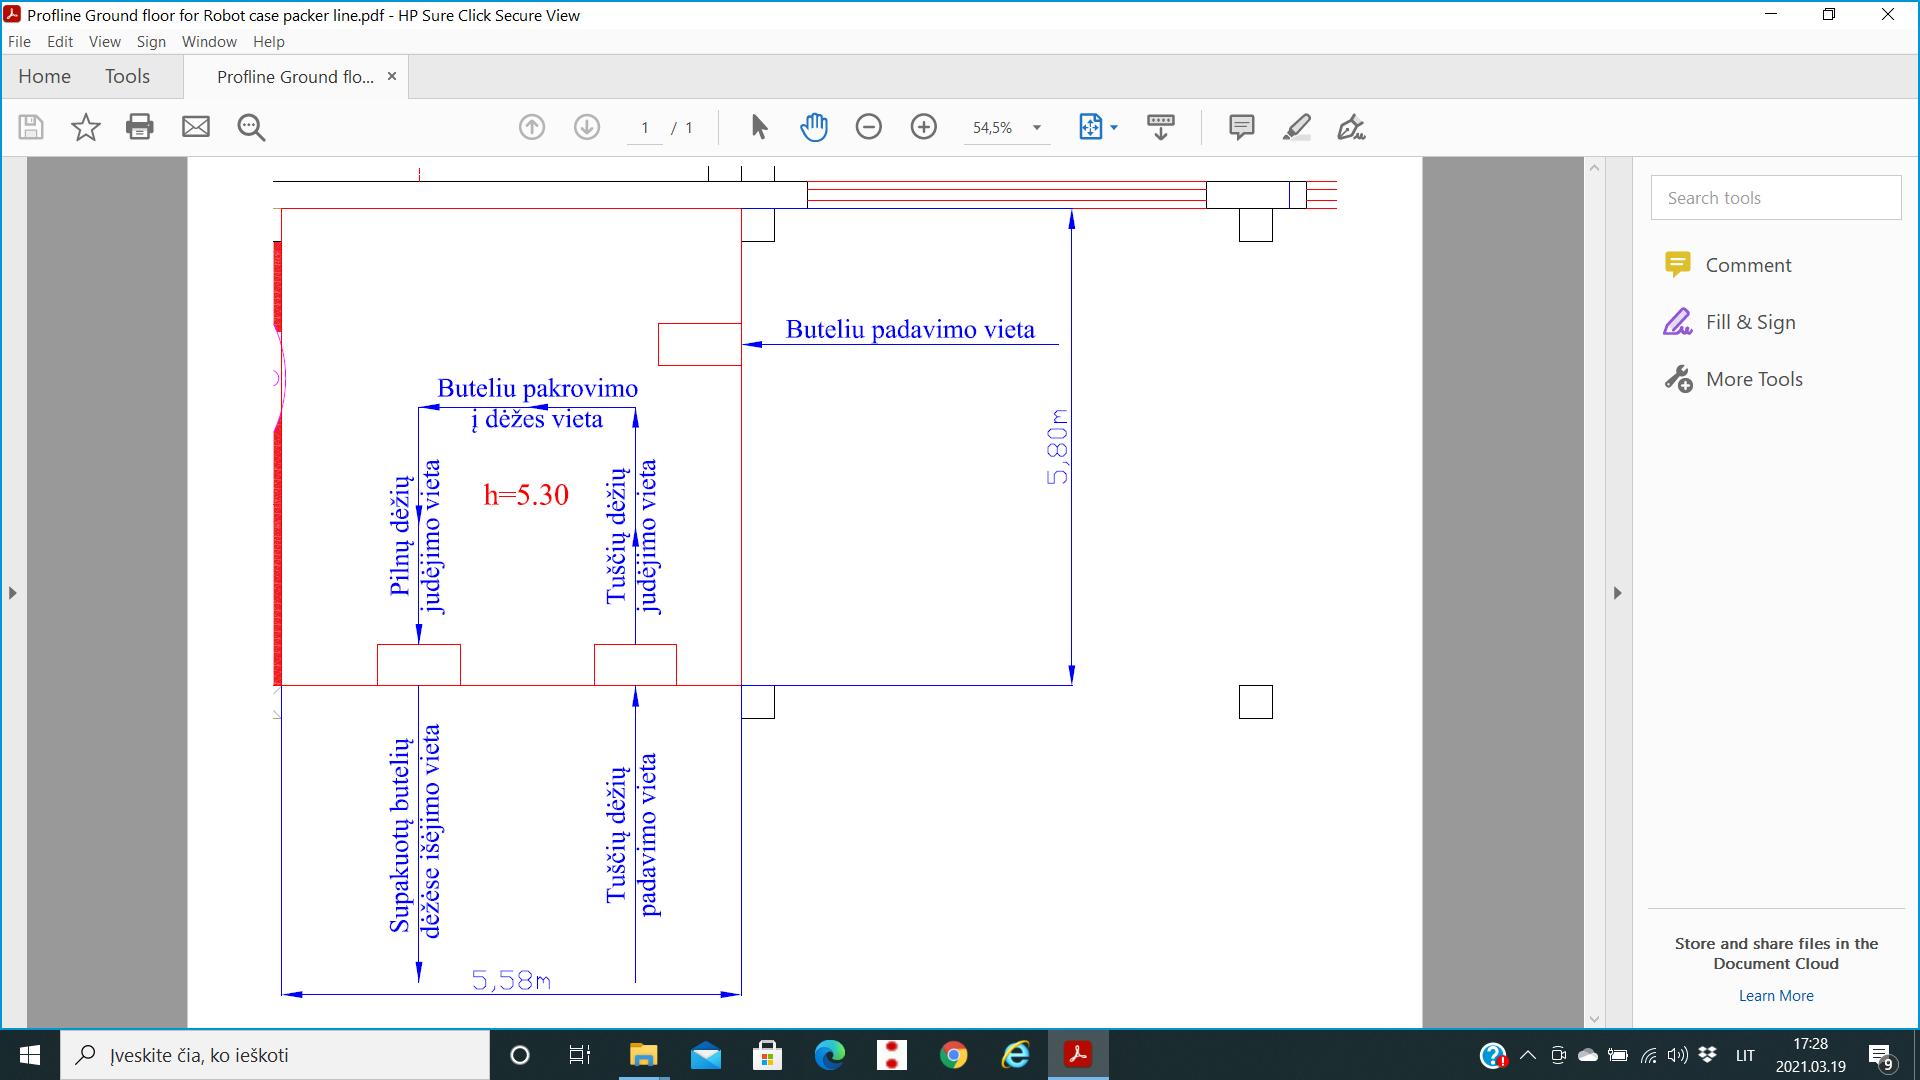 Profline Ground floor for Robot case packer line.pdf - HP Sure Click Secure View
File Edit View Sign Window Help
Home Tools Profline Ground flo... ×
1 / 1 54,5%
Search tools
Comment
Fill & Sign
More Tools
Store and share files in the
Document Cloud
Learn More
Buteliu padavimo vieta
Buteliu pakrovimo
į dėžes vieta
5,80m
h=5.30
Pilnų dėžių
judėjimo vieta
Tuščių dėžių
judėjimo vieta
Supakuotų butelių
dėžėse išėjimo vieta
Tuščių dėžių
padavimo vieta
5,58m
Įveskite čia, ko ieškoti
LIT
17:28
2021.03.19
9